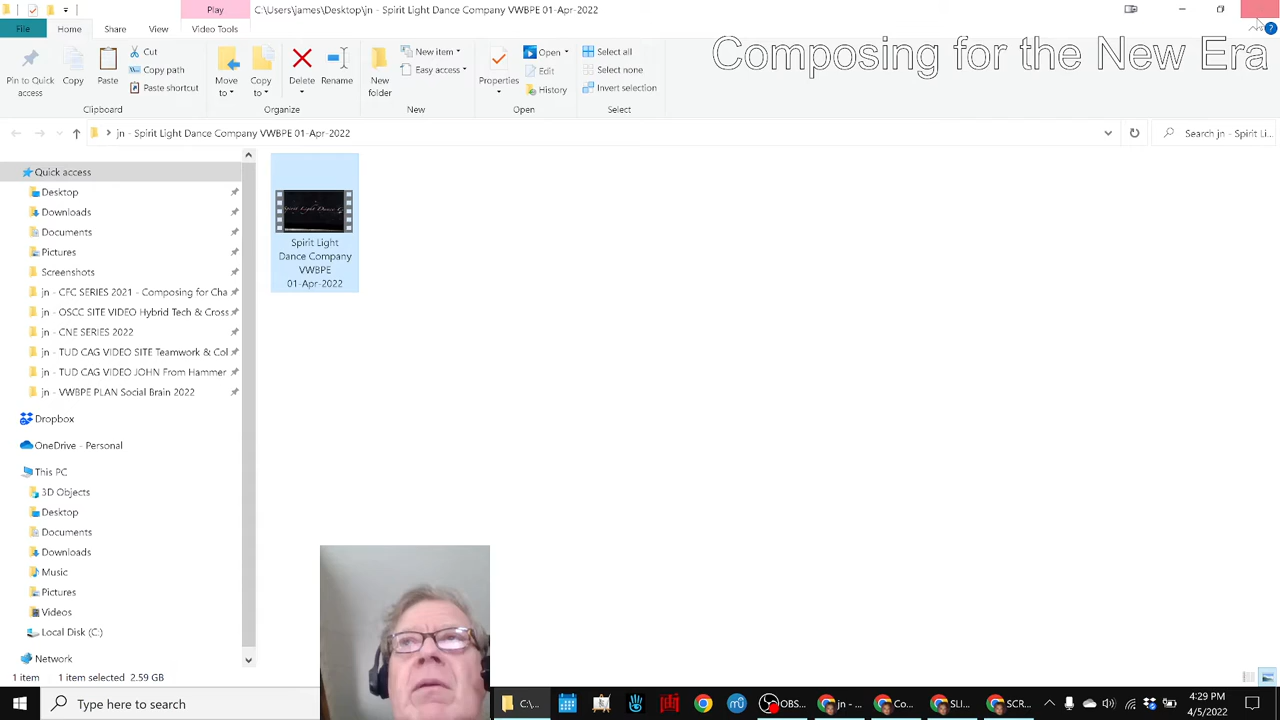 Play C:\Users\james\Desktop\jn - Spirit Light Dance Company VWBPE 01-Apr-2022
File Home Share View Video Tools
Composing for the New Era
Pin to Quick access
Copy
Paste
Cut
Copy path
Paste shortcut
Clipboard
Move to
Copy to
Delete
Rename
Organize
New folder
New item
Easy access
New
Properties
Open
Edit
History
Open
Select all
Select none
Invert selection
Select
jn - Spirit Light Dance Company VWBPE 01-Apr-2022
Search jn - Spirit Li...
Quick access
Desktop
Downloads
Documents
Pictures
Screenshots
jn - CFC SERIES 2021 - Composing for Cha
jn - OSCC SITE VIDEO Hybrid Tech & Cross
jn - CNE SERIES 2022
jn - TUD CAG VIDEO SITE Teamwork & Col
jn - TUD CAG VIDEO JOHN From Hammer
jn - VWBPE PLAN Social Brain 2022
Dropbox
OneDrive - Personal
This PC
3D Objects
Desktop
Documents
Downloads
Music
Pictures
Videos
Local Disk (C:)
Network
Spirit Light Dance
Spirit Light
Dance Company
VWBPE
01-Apr-2022
1 item 1 item selected 2.59 GB
Type here to search
C:\...
OBS...
jn - ...
Co...
SLI...
SCR...
4:29 PM
4/5/2022